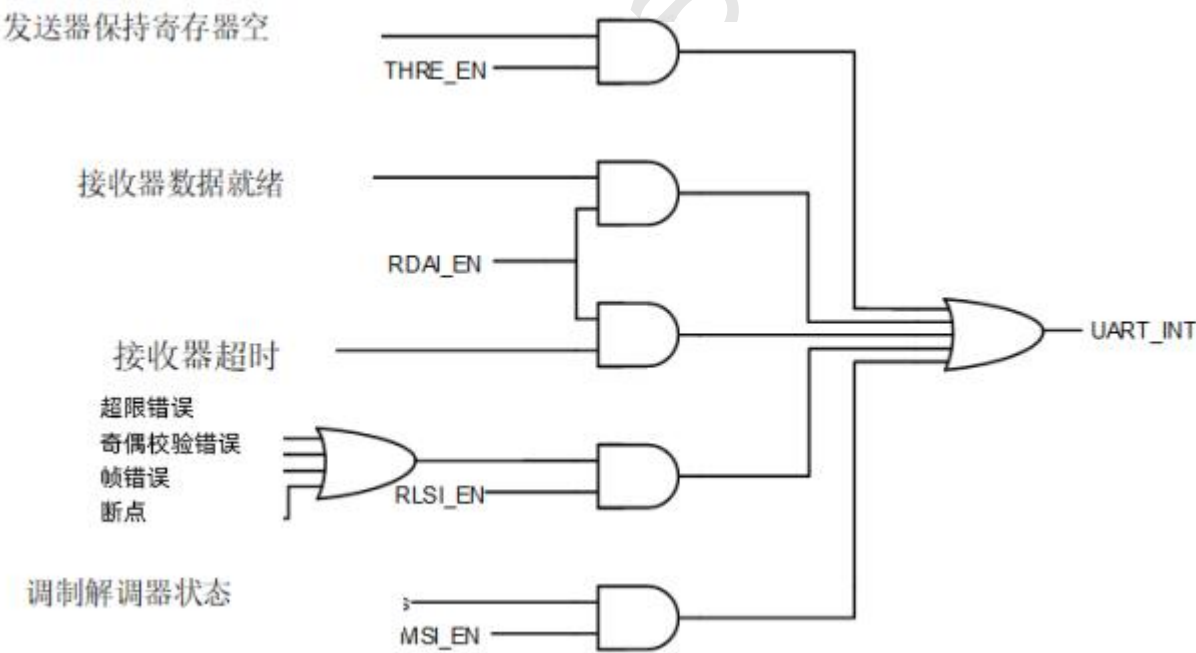 发送器保持寄存器空
THRE_EN
接收器数据就绪
RDAI_EN
UART_INT
接收器超时
超限错误
奇偶校验错误
帧错误
RLSI_EN
断点
调制解调器状态
s
MSI_EN